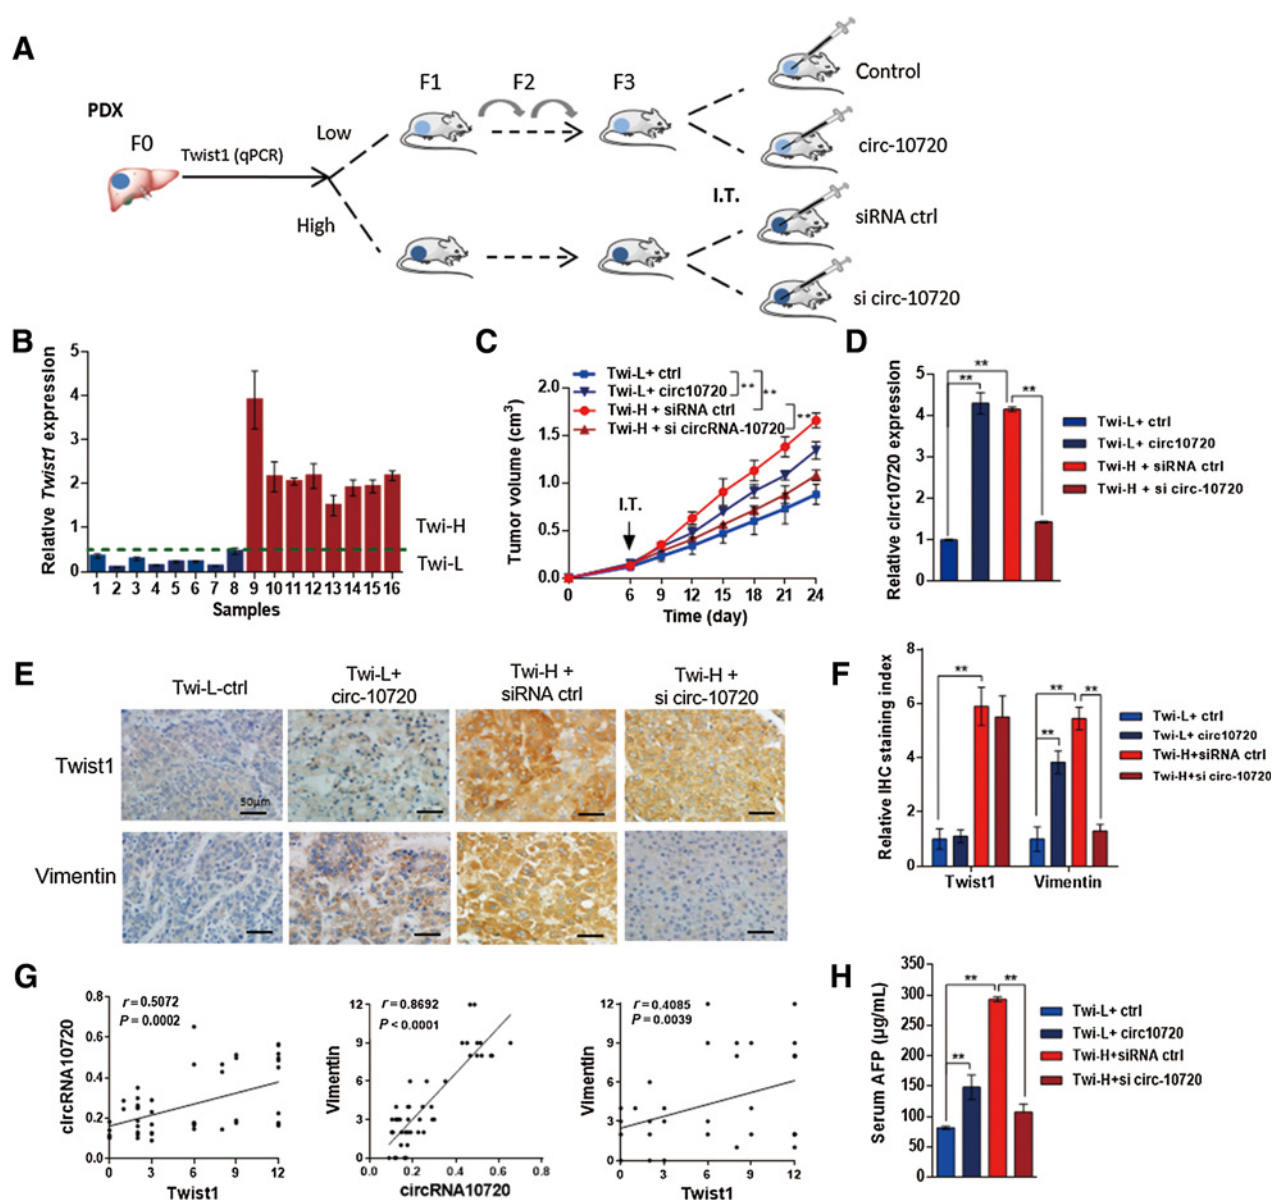 A
PDX
F0
Twist1 (qPCR)
Low
High
F1
F2
F3
I.T.
Control
circ-10720
siRNA ctrl
si circ-10720
B
Relative Twist1 expression
5
4
3
2
1
0
Twi-H
Twi-L
1 2 3 4 5 6 7 8 9 10 11 12 13 14 15 16
Samples
C
Twi-L+ ctrl
Twi-L+ circ10720
Twi-H + siRNA ctrl
Twi-H + si circRNA-10720
**
**
**
Tumor volume (cm3)
2.0
1.5
1.0
0.5
0.0
I.T.
0 6 9 12 15 18 21 24
Time (day)
D
Relative circ10720 expression
5
4
3
2
1
0
**
**
**
Twi-L+ ctrl
Twi-L+ circ10720
Twi-H + siRNA ctrl
Twi-H + si circ-10720
E
Twi-L-ctrl
Twi-L+
circ-10720
Twi-H +
siRNA ctrl
Twi-H +
si circ-10720
Twist1
50μm
Vimentin
F
Relative IHC staining index
8
6
4
2
0
**
**
**
**
Twist1
Vimentin
Twi-L+ ctrl
Twi-L+ circ10720
Twi-H+siRNA ctrl
Twi-H+si circ-10720
G
circRNA10720
0.8
0.6
0.4
0.2
0.0
r = 0.5072
P = 0.0002
0 3 6 9 12
Twist1
Vimentin
12
9
6
3
0
r = 0.8692
P < 0.0001
0.0 0.2 0.4 0.6 0.8
circRNA10720
Vimentin
12
9
6
3
0
r = 0.4085
P = 0.0039
0 3 6 9 12
Twist1
H
Serum AFP (μg/mL)
350
300
250
200
150
100
50
0
**
**
**
Twi-L+ ctrl
Twi-L+ circ10720
Twi-H+siRNA ctrl
Twi-H+si circ-10720